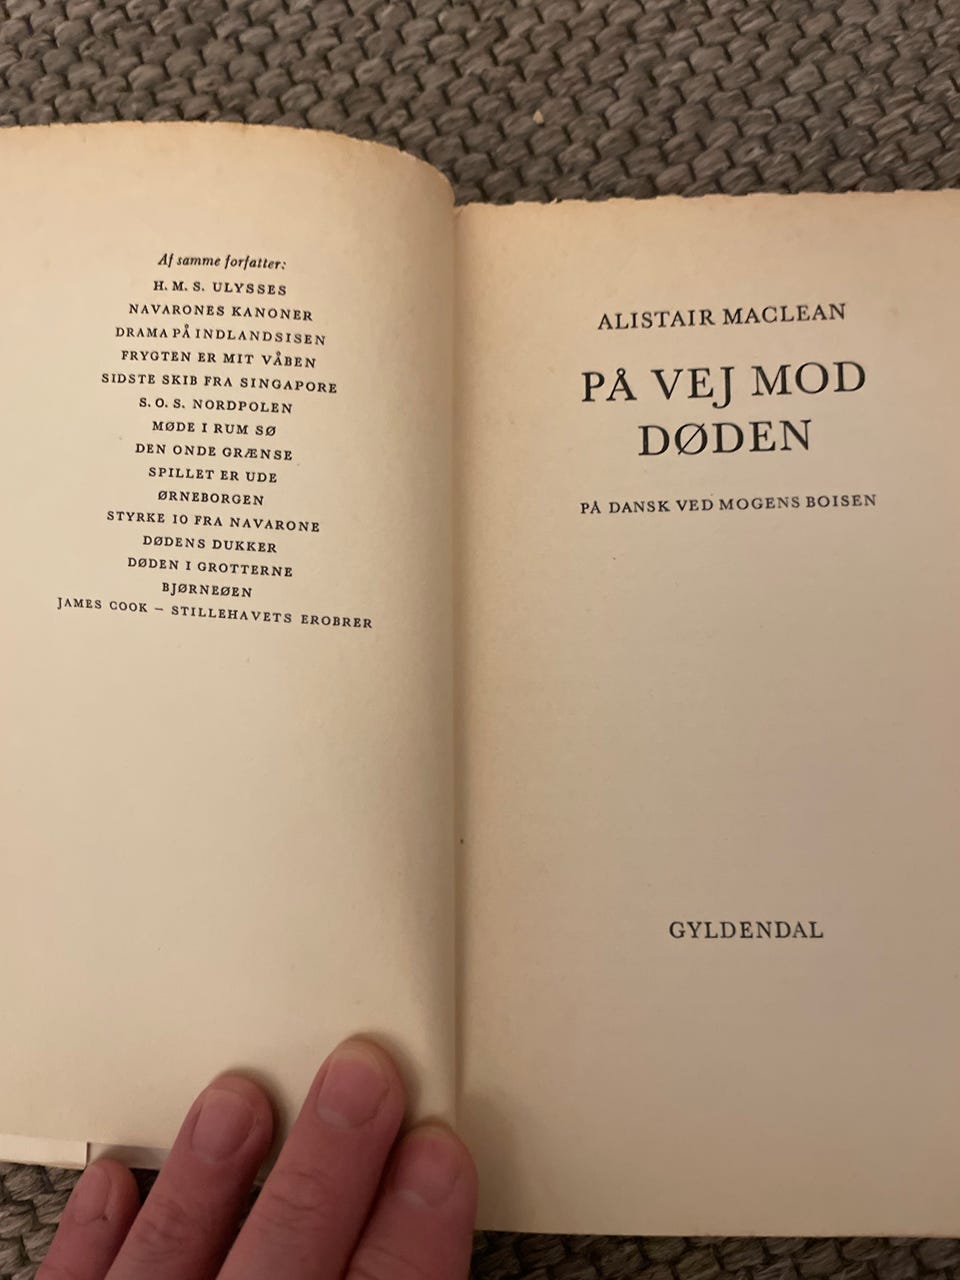 Af samme forfatter:
H. M. S. ULYSSES
NAVARONES KANONER
DRAMA PÅ INDLANDSISEN
FRYGTEN ER MIT VÅBEN
SIDSTE SKIB FRA SINGAPORE
S. O. S. NORDPOLEN
MØDE I RUM SØ
DEN ONDE GRÆNSE
SPILLET ER UDE
ØRNEBORGEN
STYRKE 10 FRA NAVARONE
DØDENS DUKKER
DØDEN I GROTTERNE
BJØRNEØEN
JAMES COOK – STILLEHAVETS EROBRER
ALISTAIR MACLEAN
PÅ VEJ MOD
DØDEN
PÅ DANSK VED MOGENS BOISEN
GYLDENDAL